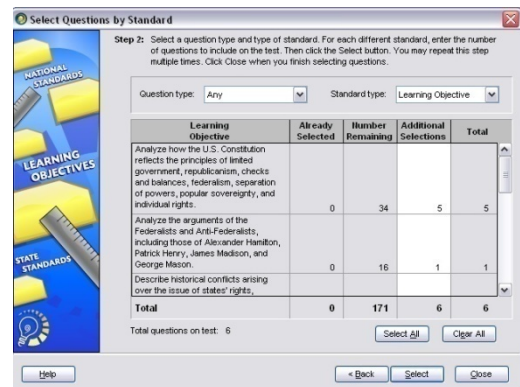 Select Questions by Standard
Step 2: Select a question type and type of standard. For each different standard, enter the number
of questions to include on the test. Then click the Select button. You may repeat this step
multiple times. Click Close when you finish selecting questions.
NATIONAL
STANDARDS
LEARNING
OBJECTIVES
STATE
STANDARDS
Question type: Any Standard type: Learning Objective
Learning
Objective
Already
Selected
Number
Remaining
Additional
Selections
Total
Analyze how the U.S. Constitution
reflects the principles of limited
government, republicanism, checks
and balances, federalism, separation
of powers, popular sovereignty, and
individual rights.
0 34 5 5
Analyze the arguments of the
Federalists and Anti-Federalists,
including those of Alexander Hamilton,
Patrick Henry, James Madison, and
George Mason.
0 16 1 1
Describe historical conflicts arising
over the issue of states' rights,
Total 0 171 6 6
Total questions on test: 6
Select All Clear All
Help < Back Select Close